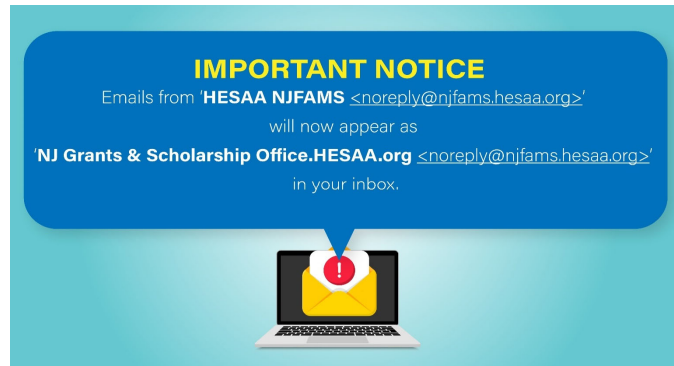 IMPORTANT NOTICE
Emails from 'HESAA NJFAMS <noreply@njfams.hesaa.org>'
will now appear as
'NJ Grants & Scholarship Office.HESAA.org <noreply@njfams.hesaa.org>'
in your inbox.
!